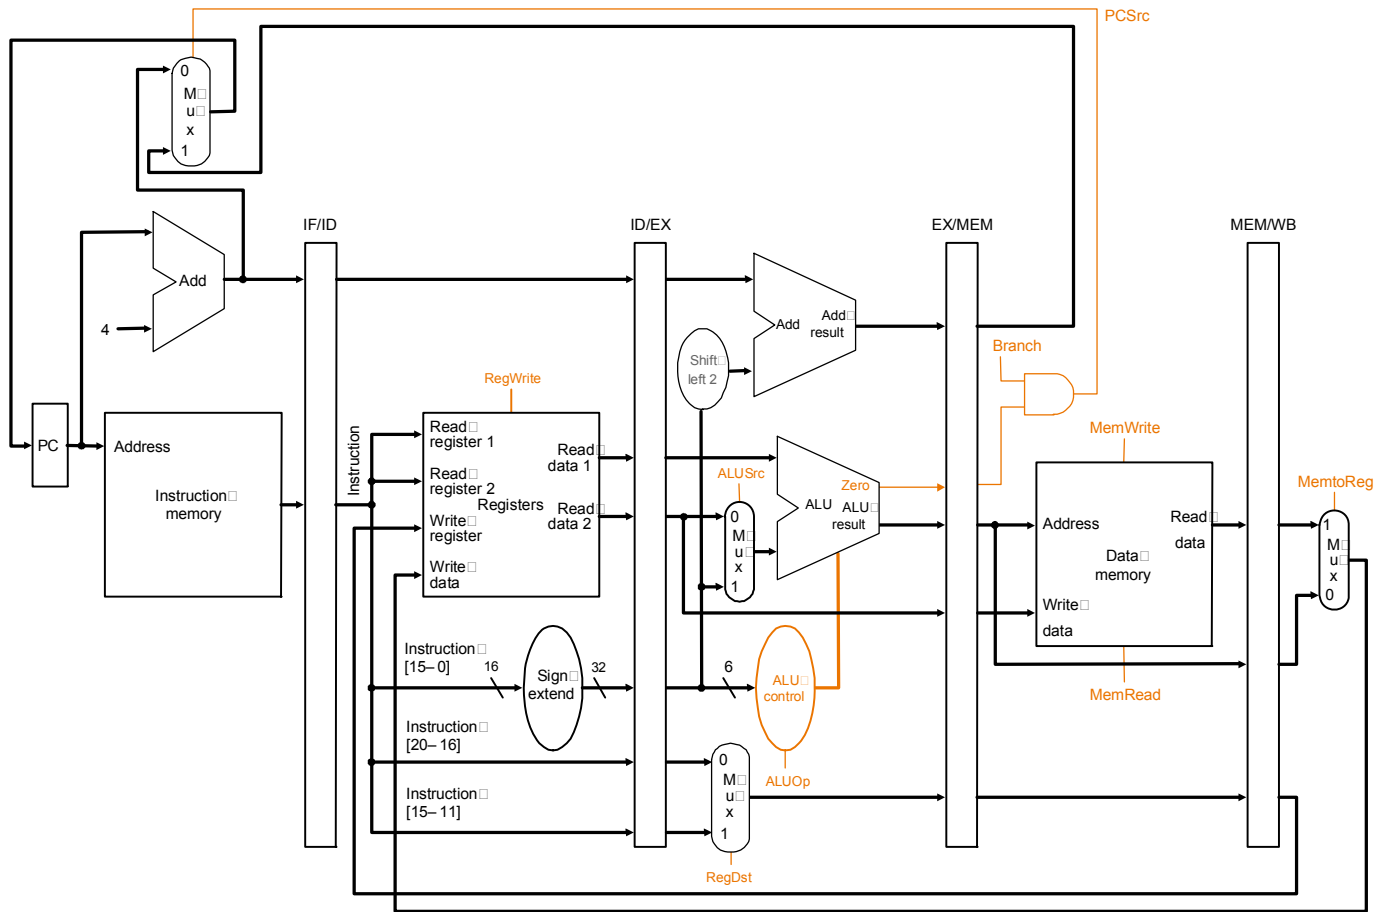 PCSrc
0
M
u
x
1
IF/ID
ID/EX
EX/MEM
MEM/WB
Add
4
Shift
left 2
Add
Add
result
Branch
RegWrite
PC
Address
Instruction
memory
Instruction
Read
register 1
Read
register 2
Write
register
Write
data
Registers
Read
data 1
Read
data 2
ALUSrc
0
M
u
x
1
Zero
ALU
ALU
result
MemWrite
Address
Read
data
Data
memory
Write
data
MemRead
MemtoReg
1
M
u
x
0
Instruction
[15– 0]
16
Sign
extend
32
6
ALU
control
ALUOp
Instruction
[20– 16]
Instruction
[15– 11]
0
M
u
x
1
RegDst